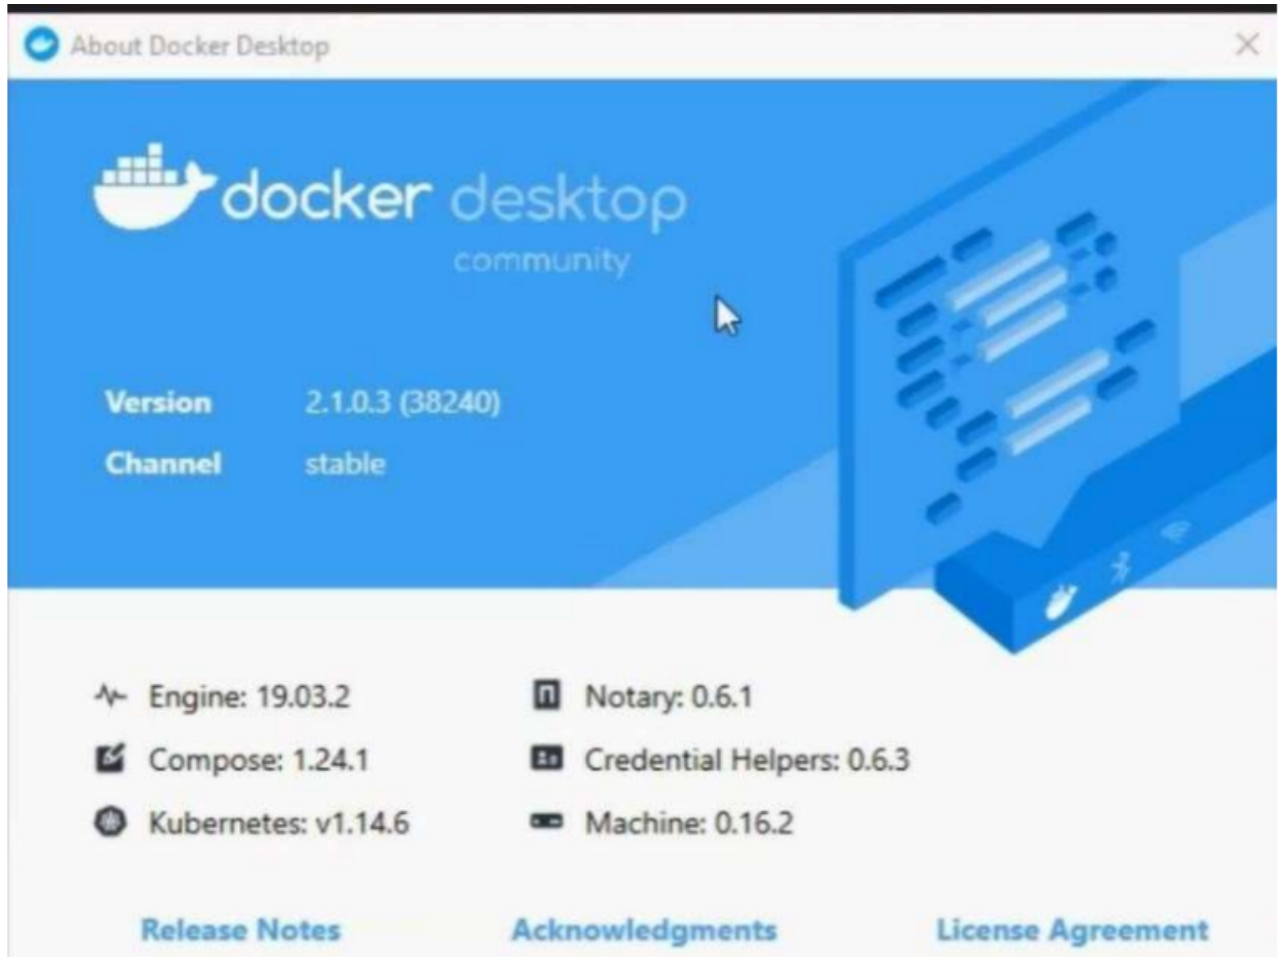 About Docker Desktop
docker desktop
community
Version 2.1.0.3 (38240)
Channel stable
Engine: 19.03.2
Notary: 0.6.1
Compose: 1.24.1
Credential Helpers: 0.6.3
Kubernetes: v1.14.6
Machine: 0.16.2
Release Notes
Acknowledgments
License Agreement